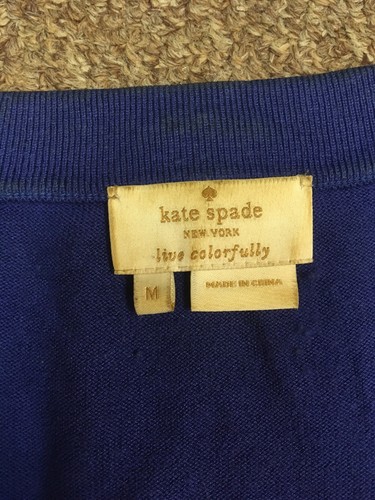 kate spade
NEW YORK
live colorfully
M
MADE IN CHINA